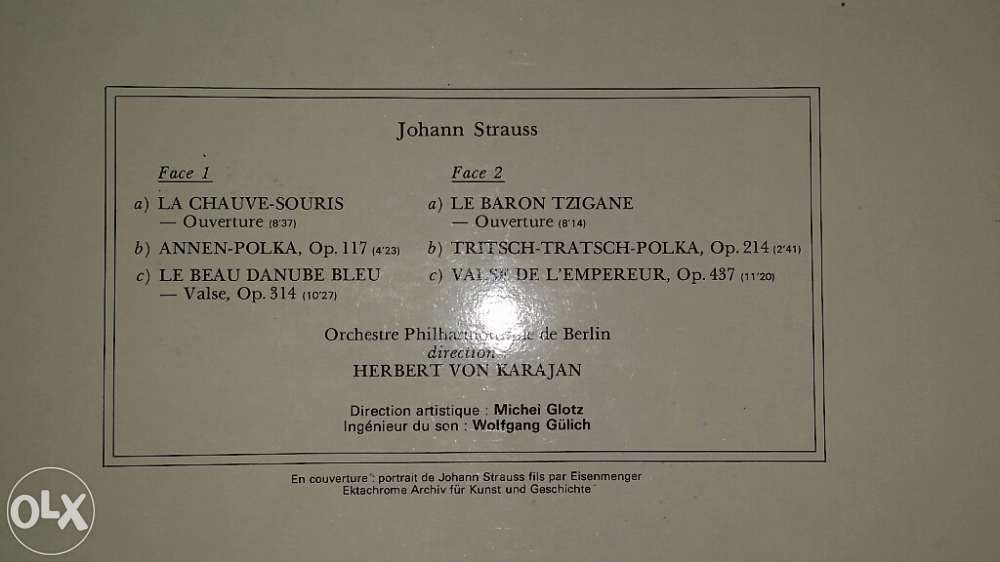 Johann Strauss
Face 1
a) LA CHAUVE-SOURIS
— Ouverture (8'37)
b) ANNEN-POLKA, Op. 117 (4'23)
c) LE BEAU DANUBE BLEU
— Valse, Op. 314 (10'27)
Face 2
a) LE BARON TZIGANE
— Ouverture (8'14)
b) TRITSCH-TRATSCH-POLKA, Op. 214 (2'41)
c) VALSE DE L'EMPEREUR, Op. 437 (11'20)
Orchestre Philharmonique de Berlin
direction :
HERBERT VON KARAJAN
Direction artistique : Michei Glotz
Ingénieur du son : Wolfgang Gülich
En couverture : portrait de Johann Strauss fils par Eisenmenger
Ektachrome Archiv für Kunst und Geschichte
OLX